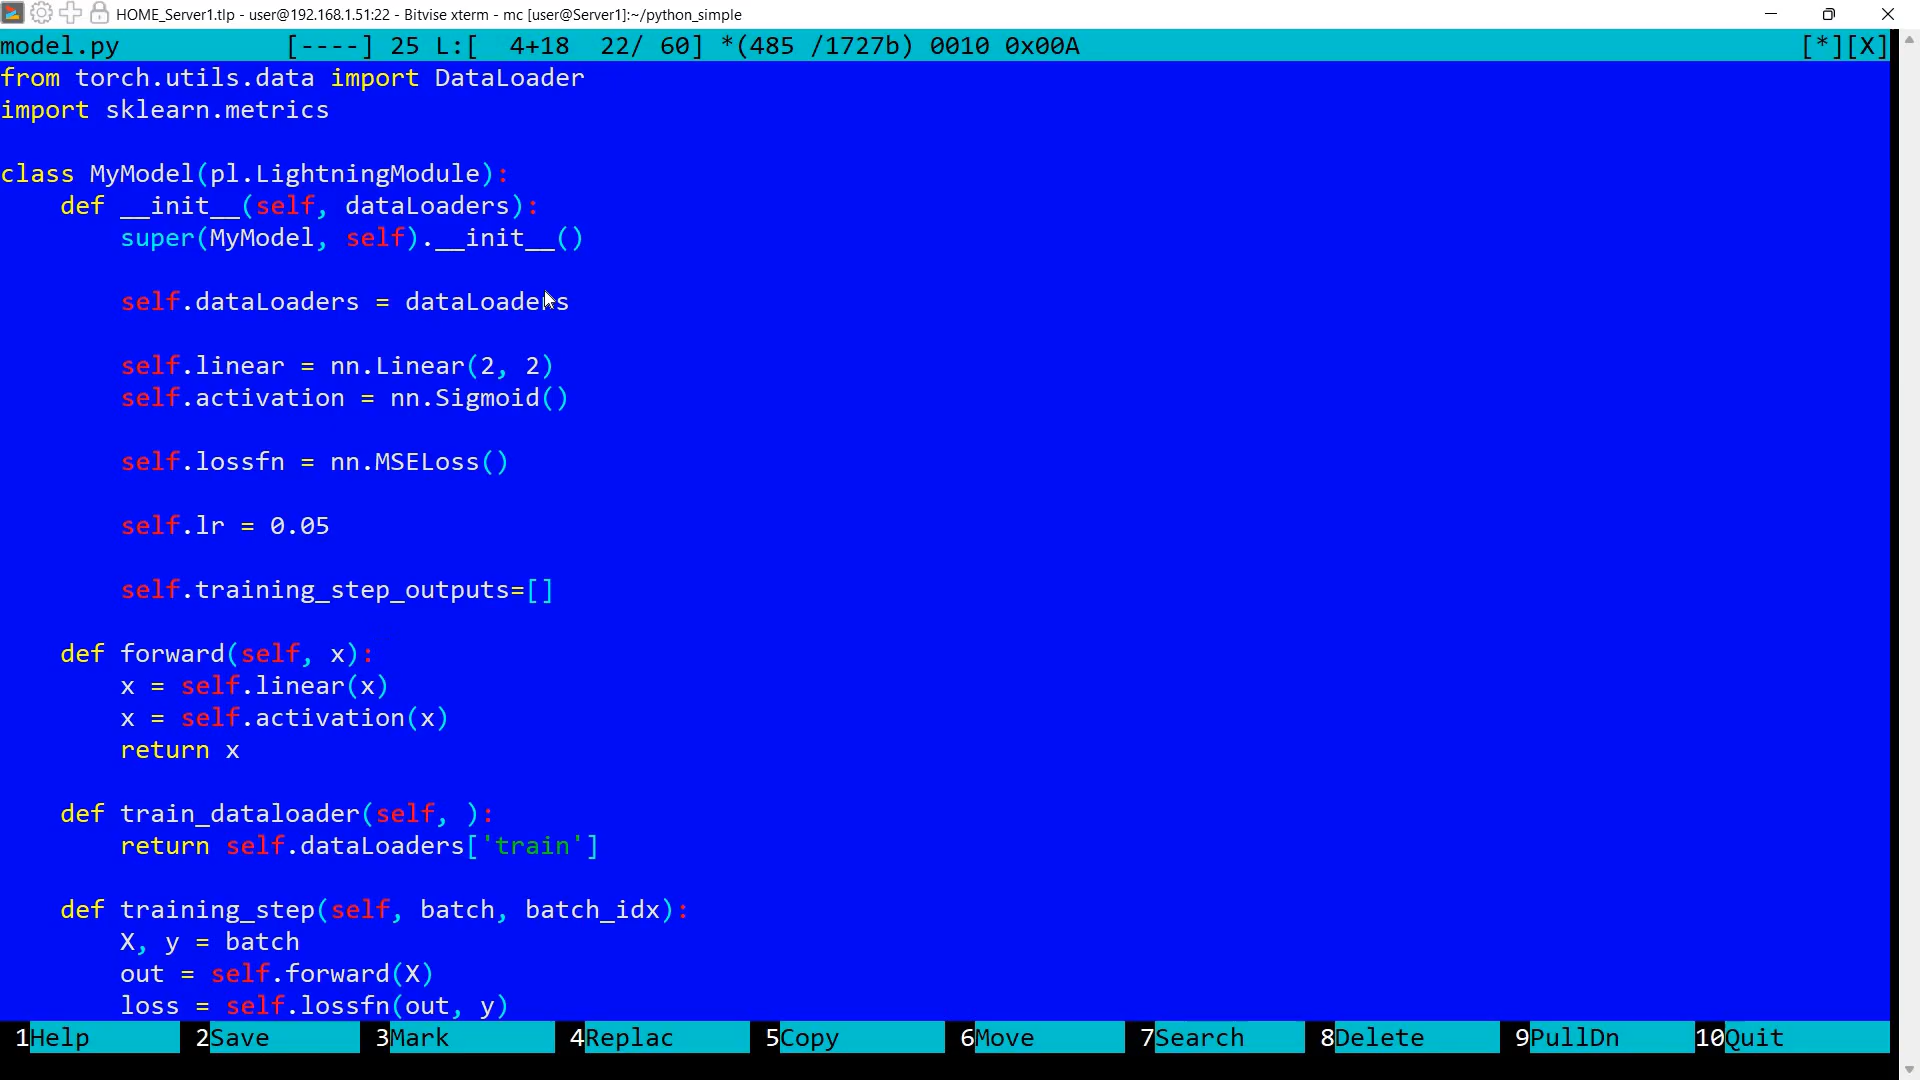 HOME_Server1.tlp - user@192.168.1.51:22 - Bitvise xterm - mc [user@Server1]:~/python_simple
model.py [----] 25 L:[ 4+18 22/ 60] *(485 /1727b) 0010 0x00A [*][X]
from torch.utils.data import DataLoader
import sklearn.metrics
class MyModel(pl.LightningModule):
def __init__(self, dataLoaders):
super(MyModel, self).__init__()
self.dataLoaders = dataLoaders
self.linear = nn.Linear(2, 2)
self.activation = nn.Sigmoid()
self.lossfn = nn.MSELoss()
self.lr = 0.05
self.training_step_outputs=[]
def forward(self, x):
x = self.linear(x)
x = self.activation(x)
return x
def train_dataloader(self, ):
return self.dataLoaders['train']
def training_step(self, batch, batch_idx):
X, y = batch
out = self.forward(X)
loss = self.lossfn(out, y)
1Help 2Save 3Mark 4Replac 5Copy 6Move 7Search 8Delete 9PullDn 10Quit